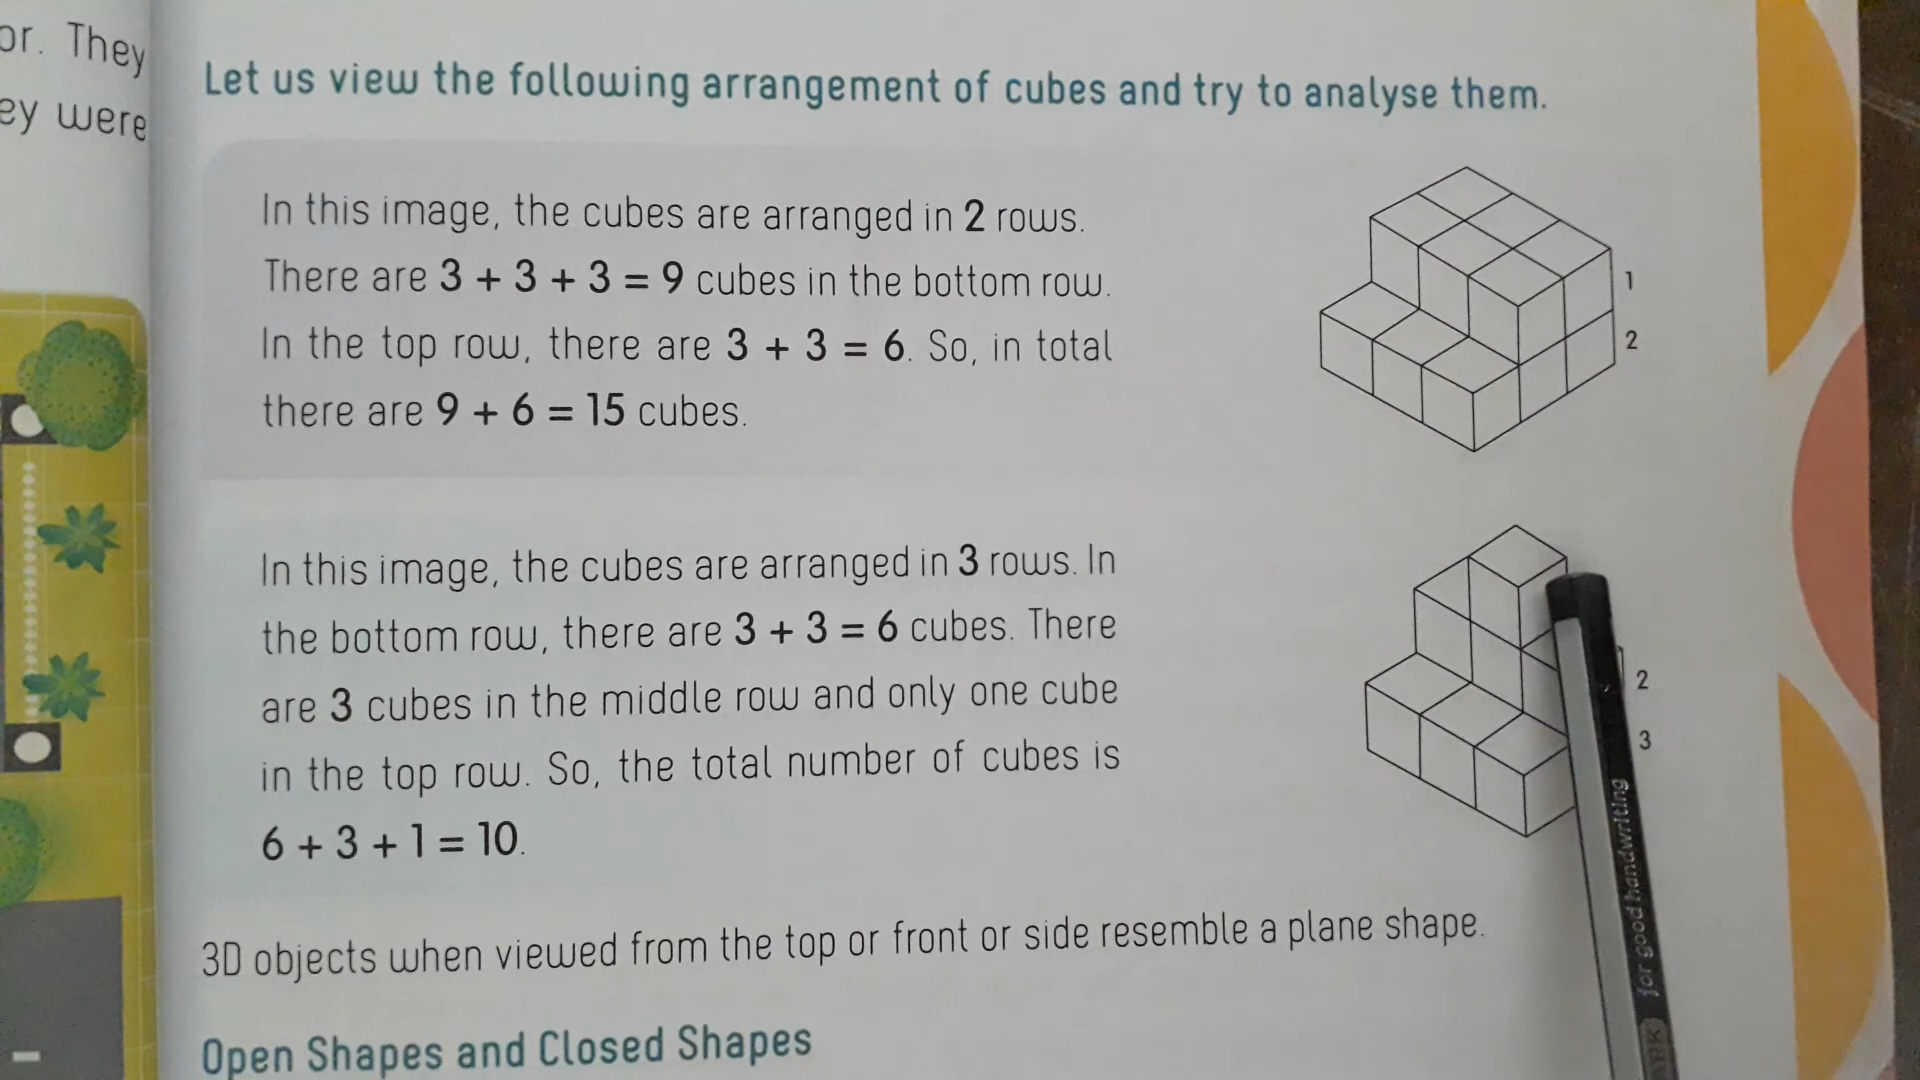 or. They
ey were
Let us view the following arrangement of cubes and try to analyse them.
In this image, the cubes are arranged in 2 rows.
There are 3 + 3 + 3 = 9 cubes in the bottom row.
In the top row, there are 3 + 3 = 6. So, in total
there are 9 + 6 = 15 cubes.
1
2
In this image, the cubes are arranged in 3 rows. In
the bottom row, there are 3 + 3 = 6 cubes. There
are 3 cubes in the middle row and only one cube
in the top row. So, the total number of cubes is
6 + 3 + 1 = 10.
2
3
for good handwriting
3D objects when viewed from the top or front or side resemble a plane shape.
Open Shapes and Closed Shapes